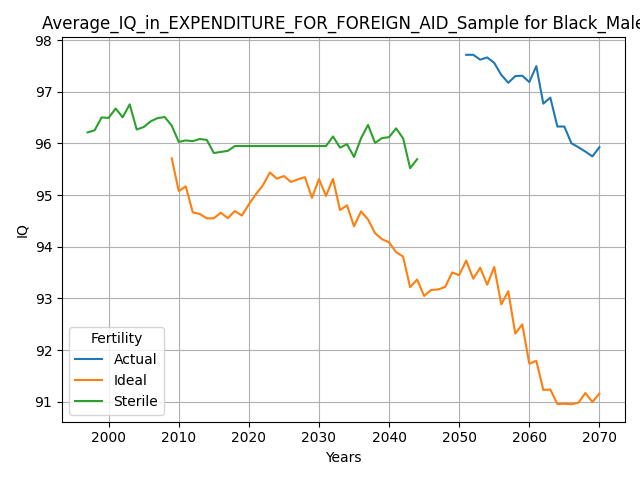 Average_IQ_in_EXPENDITURE_FOR_FOREIGN_AID_Sample for Black_Male
98
97
96
95
94
93
92
91
IQ
Fertility
Actual
Ideal
Sterile
2000 2010 2020 2030 2040 2050 2060 2070
Years